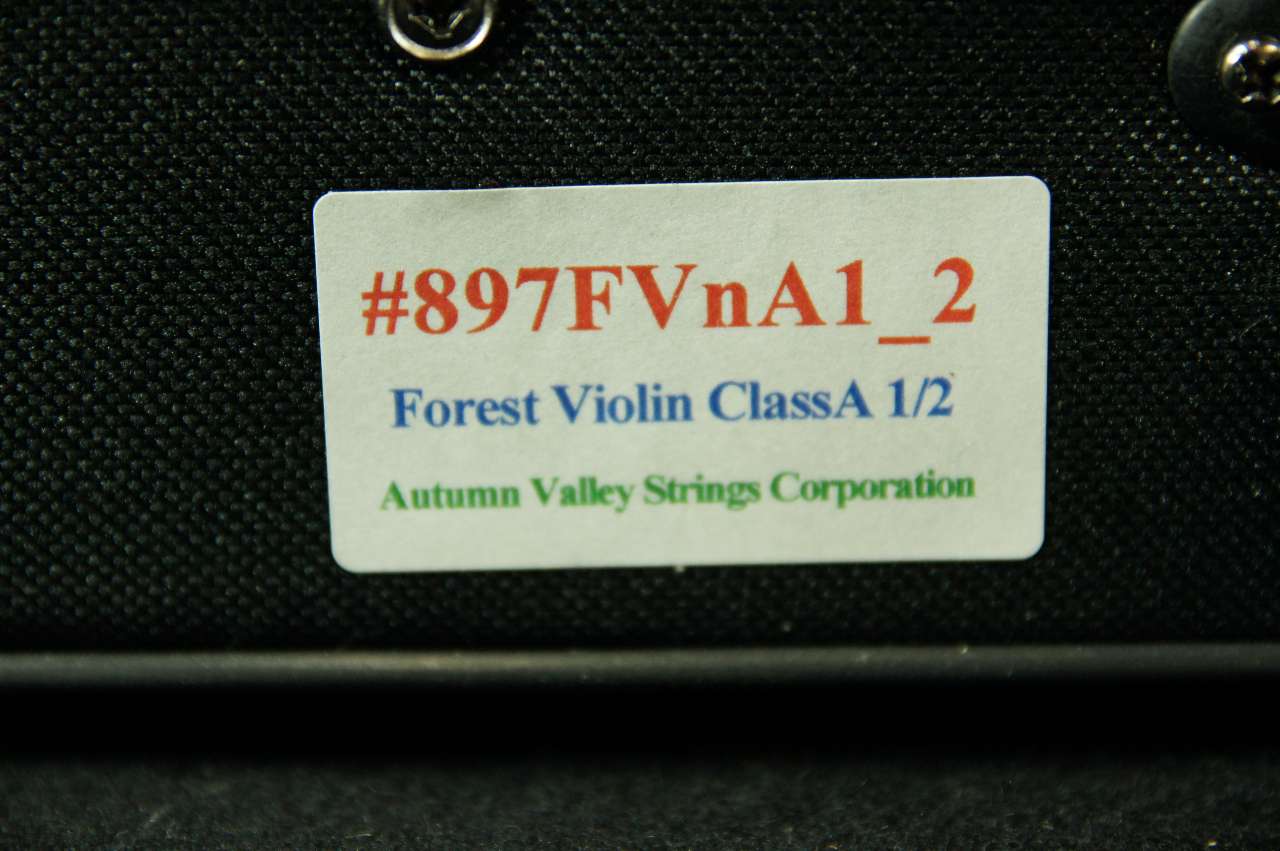 #897FVnA1_2
Forest Violin ClassA 1/2
Autumn Valley Strings Corporation